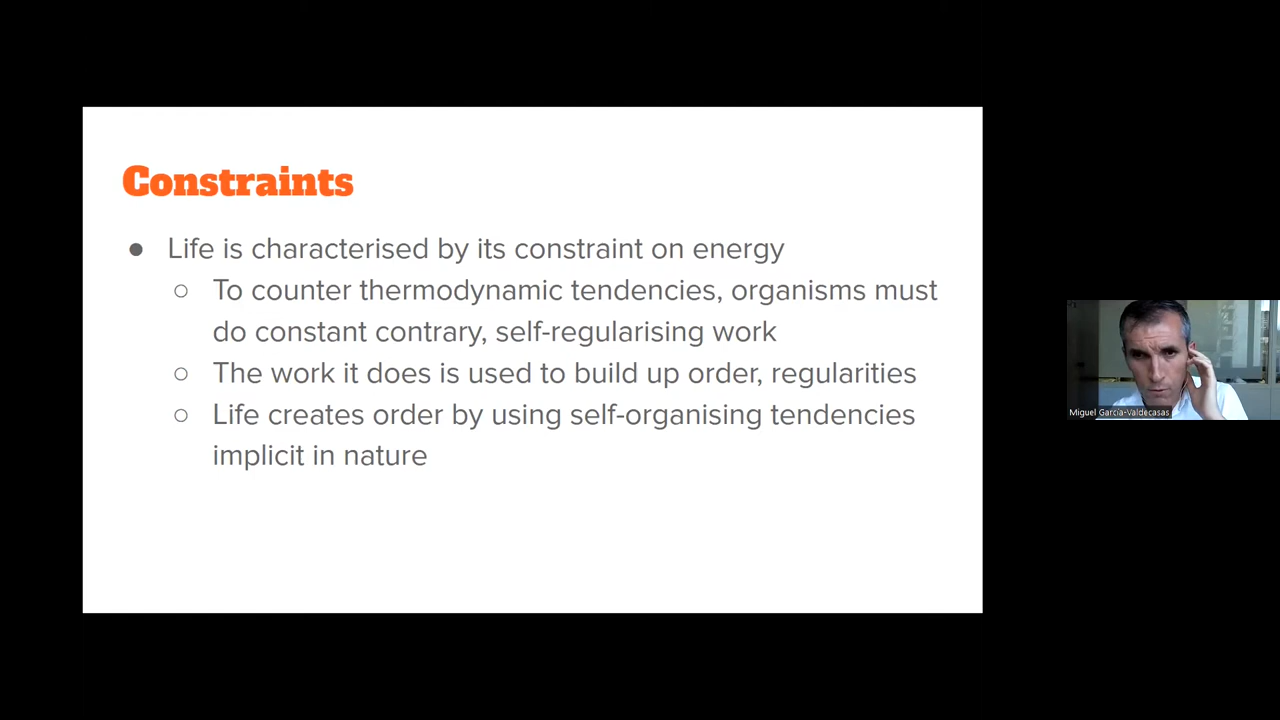 Constraints
● Life is characterised by its constraint on energy
○ To counter thermodynamic tendencies, organisms must
do constant contrary, self-regularising work
○ The work it does is used to build up order, regularities
○ Life creates order by using self-organising tendencies
implicit in nature
Miguel García-Valdecasas